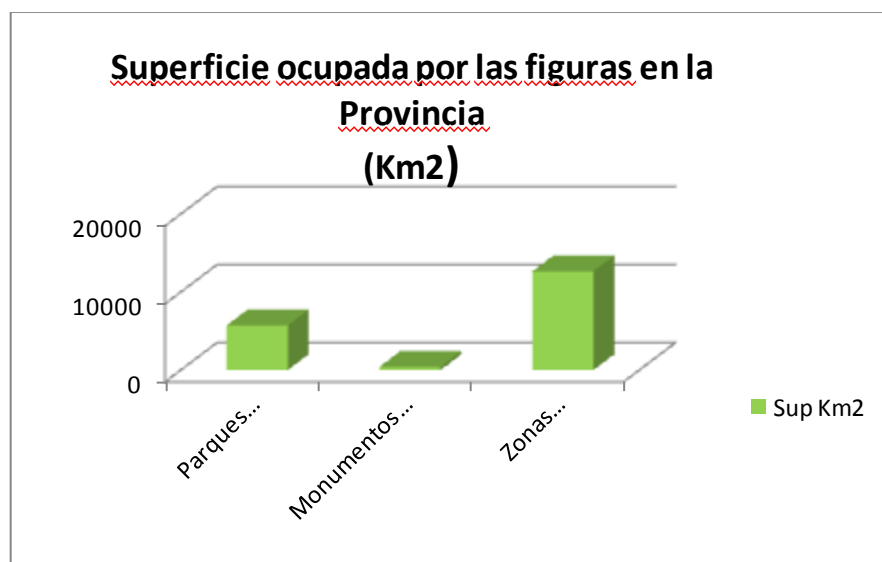 Superficie ocupada por las figuras en la
Provincia
(Km2)
20000
10000
0
Parques...
Monumentos...
Zonas...
Sup Km2